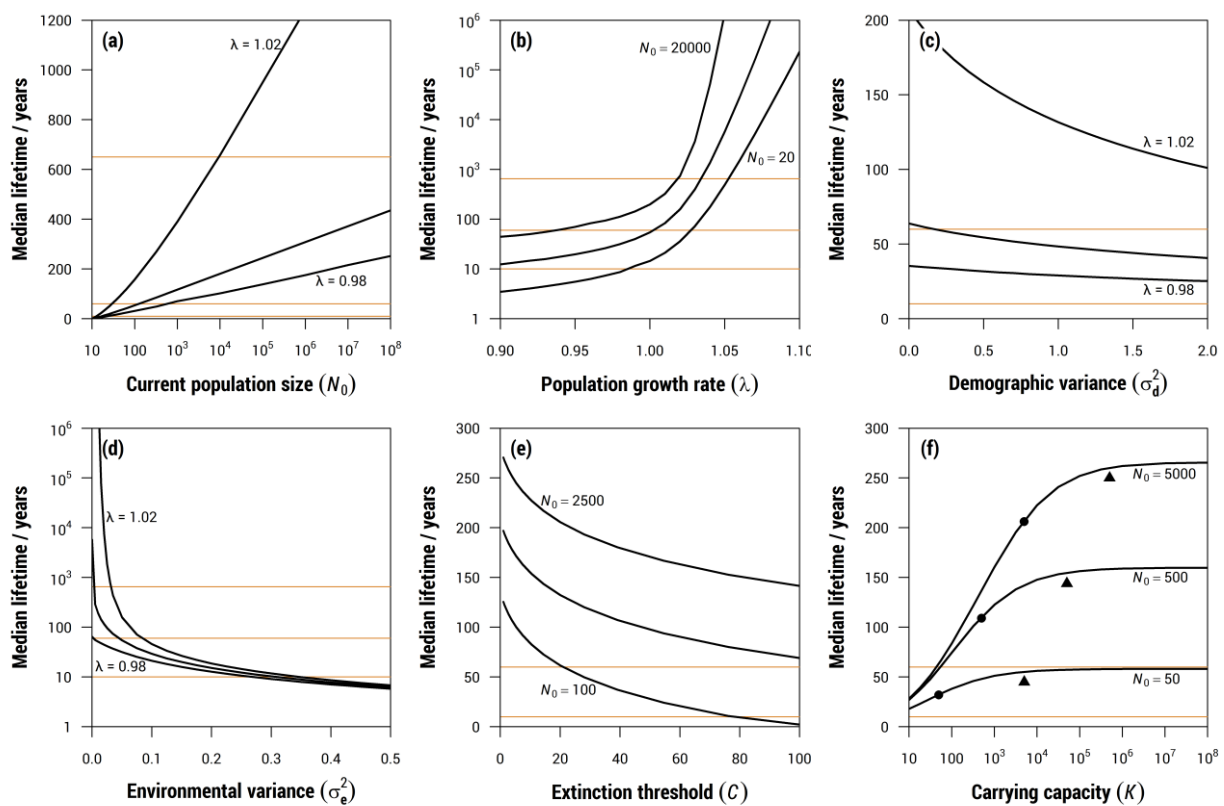 (a)
λ = 1.02
λ = 0.98
Median lifetime / years
0
200
400
600
800
1000
1200
10
100
10³
10⁴
10⁵
10⁶
10⁷
10⁸
Current population size (N₀)
(b)
N₀ = 20000
N₀ = 20
Median lifetime / years
1
10
100
10³
10⁴
10⁵
10⁶
0.90
0.95
1.00
1.05
1.10
Population growth rate (λ)
(c)
λ = 1.02
λ = 0.98
Median lifetime / years
0
50
100
150
200
0.0
0.5
1.0
1.5
2.0
Demographic variance (σ²d)
(d)
λ = 1.02
λ = 0.98
Median lifetime / years
1
10
100
10³
10⁴
10⁵
10⁶
0.0
0.1
0.2
0.3
0.4
0.5
Environmental variance (σ²e)
(e)
N₀ = 2500
N₀ = 100
Median lifetime / years
0
50
100
150
200
250
300
0
20
40
60
80
100
Extinction threshold (C)
(f)
N₀ = 5000
N₀ = 500
N₀ = 50
Median lifetime / years
0
50
100
150
200
250
300
10
100
10³
10⁴
10⁵
10⁶
10⁷
10⁸
Carrying capacity (K)